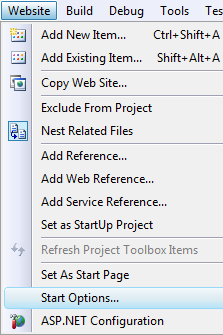 Website Build Debug Tools Tes
Add New Item... Ctrl+Shift+A
Add Existing Item... Shift+Alt+A
Copy Web Site...
Exclude From Project
Nest Related Files
Add Reference...
Add Web Reference...
Add Service Reference...
Set as StartUp Project
Refresh Project Toolbox Items
Set As Start Page
Start Options...
ASP.NET Configuration